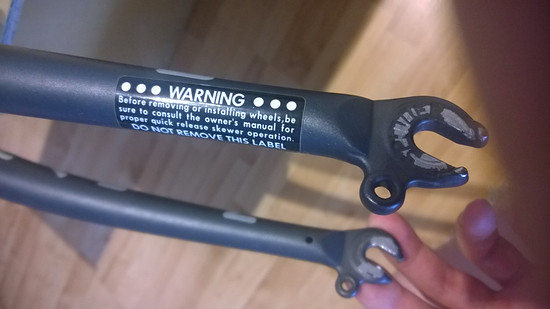 ● ● ● WARNING ● ● ●
Before removing or installing wheels,be
sure to consult the owner's manual for
proper quick release skewer operation.
DO NOT REMOVE THIS LABEL